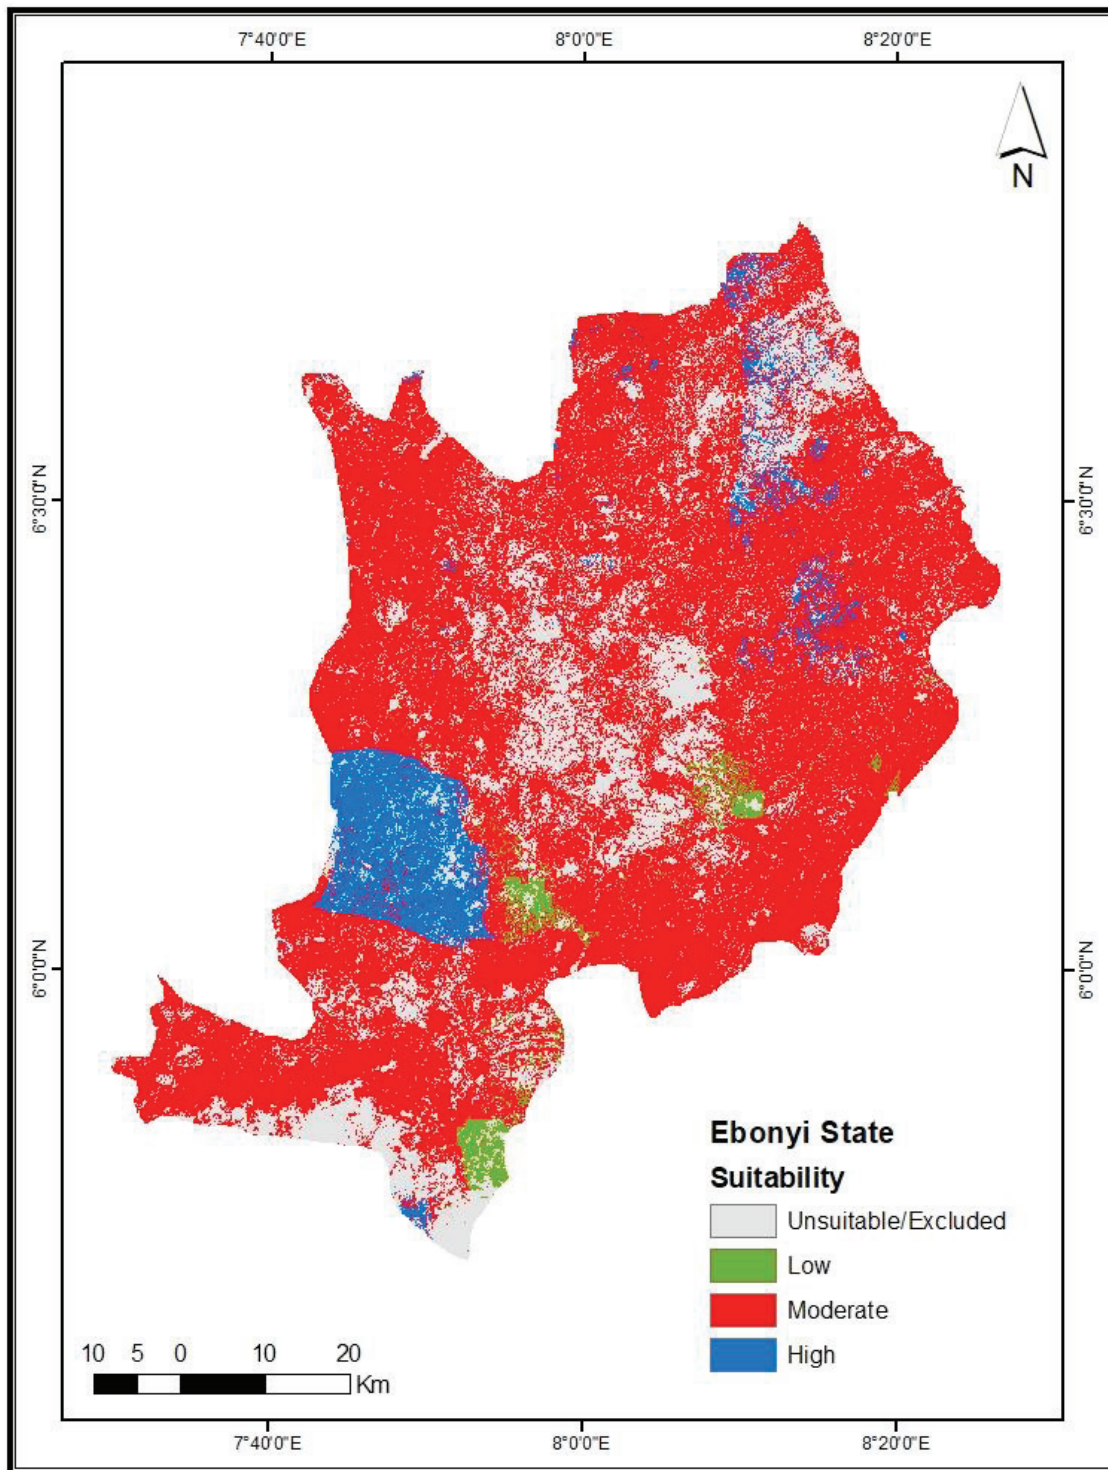 7°40'0"E 8°0'0"E 8°20'0"E
N
6°30'0"N
6°30'0"N
6°0'0"N
6°0'0"N
Ebonyi State
Suitability
Unsuitable/Excluded
Low
Moderate
High
10 5 0 10 20
Km
7°40'0"E 8°0'0"E 8°20'0"E